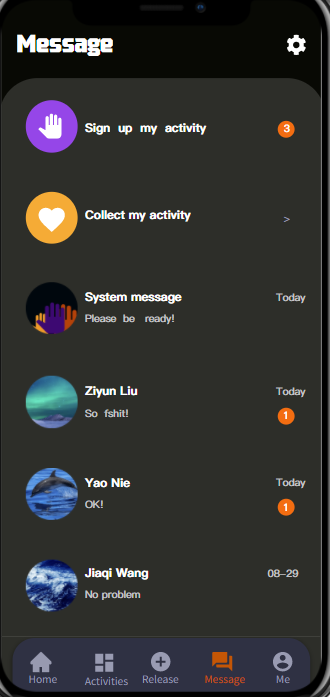 Message
Sign up my activity
3
Collect my activity
>
System message
Today
Please be ready!
Ziyun Liu
Today
So fshit!
1
Yao Nie
Today
OK!
1
Jiaqi Wang
08-29
No problem
Home
Activities
Release
Message
Me